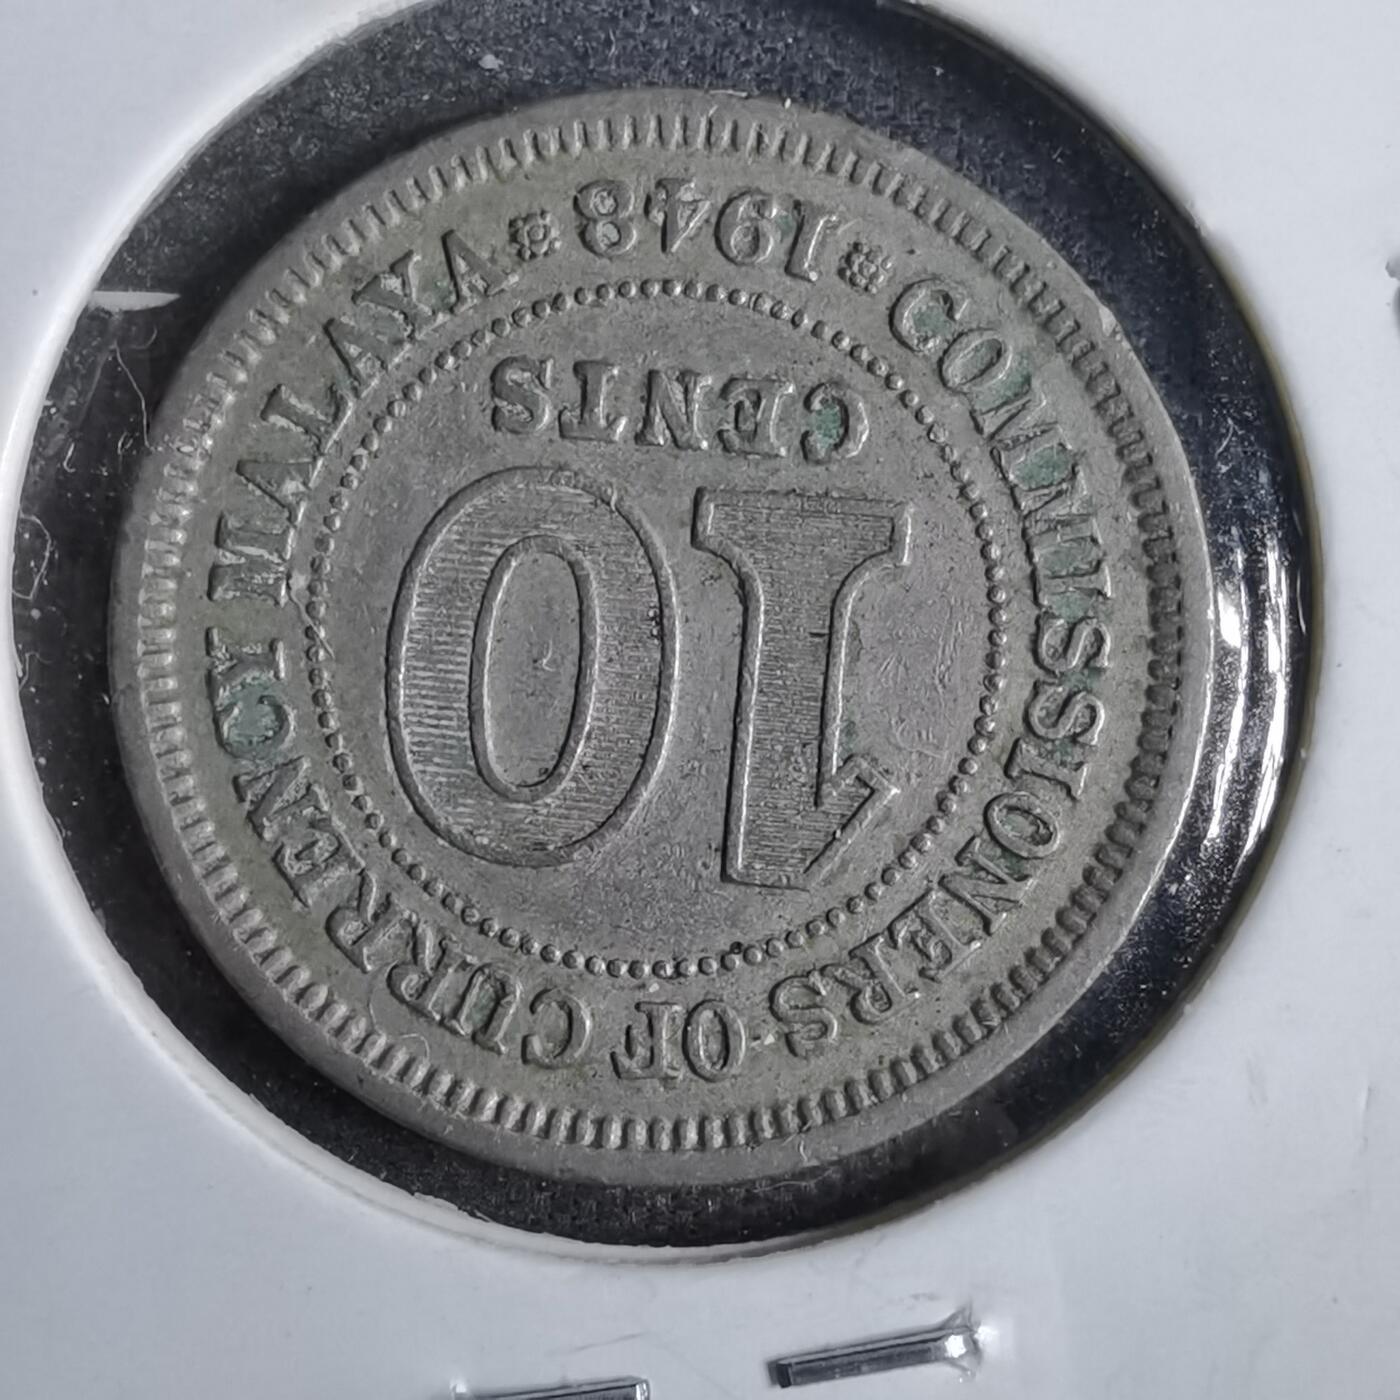 COMMISSIONERS OF CURRENCY MALAYA
1948
10
CENTS